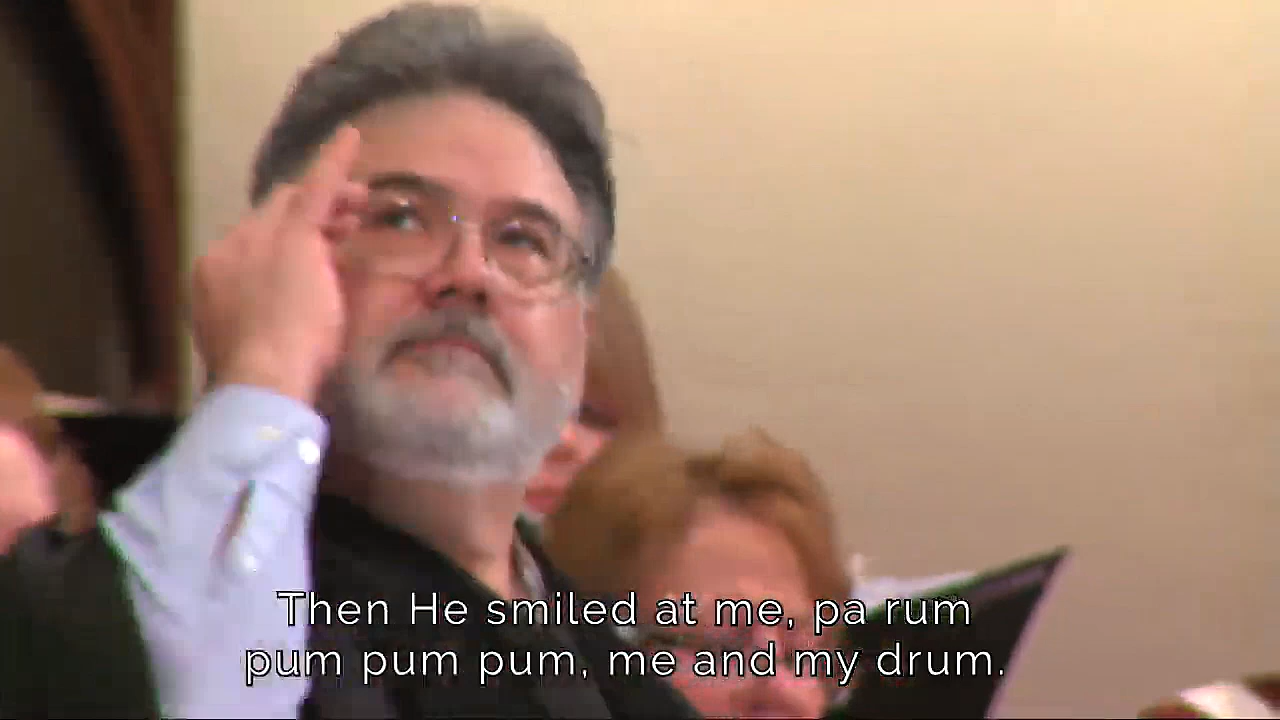 Then He smiled at me, pa rum
pum pum pum, me and my drum.